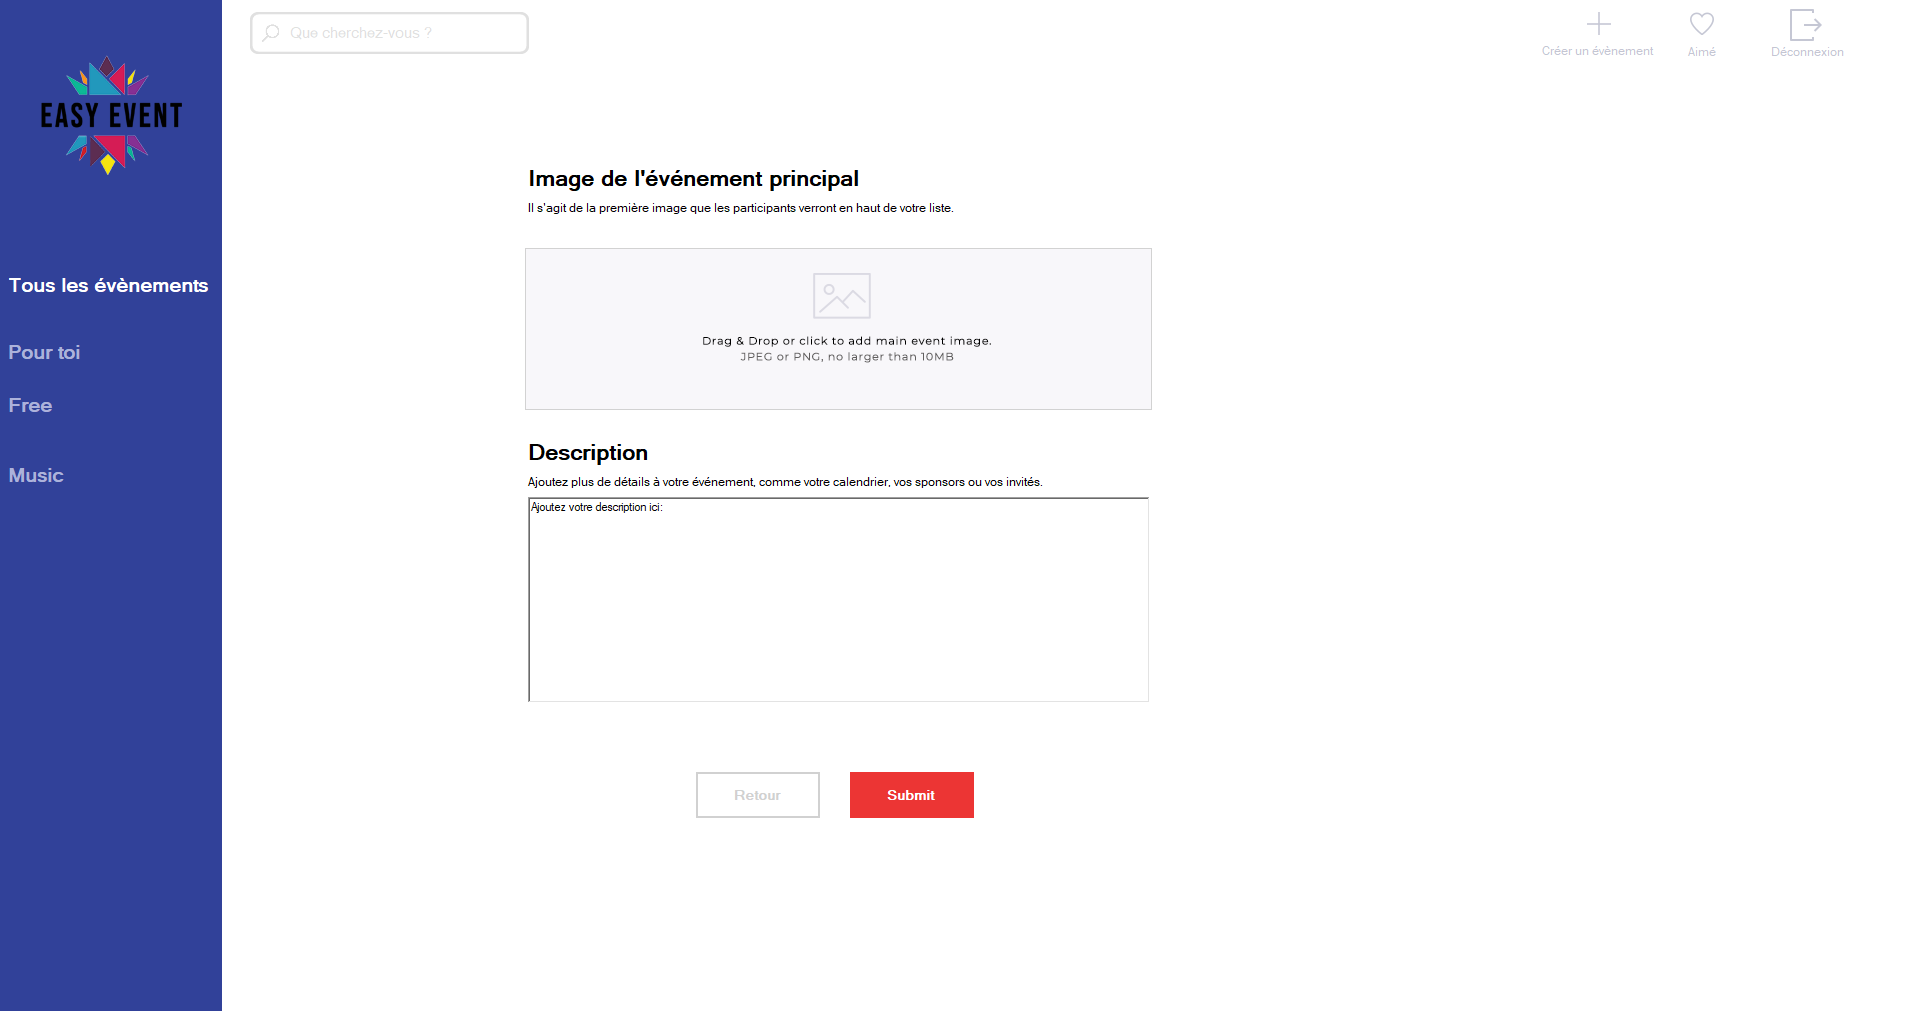 Que cherchez-vous ?
Créer un évènement
Aimé
Déconnexion
EASY EVENT
Tous les évènements
Pour toi
Free
Music
Image de l'événement principal
Il s'agit de la première image que les participants verront en haut de votre liste.
Drag & Drop or click to add main event image.
JPEG or PNG, no larger than 10MB
Description
Ajoutez plus de détails à votre événement, comme votre calendrier, vos sponsors ou vos invités.
Ajoutez votre description ici:
Retour
Submit